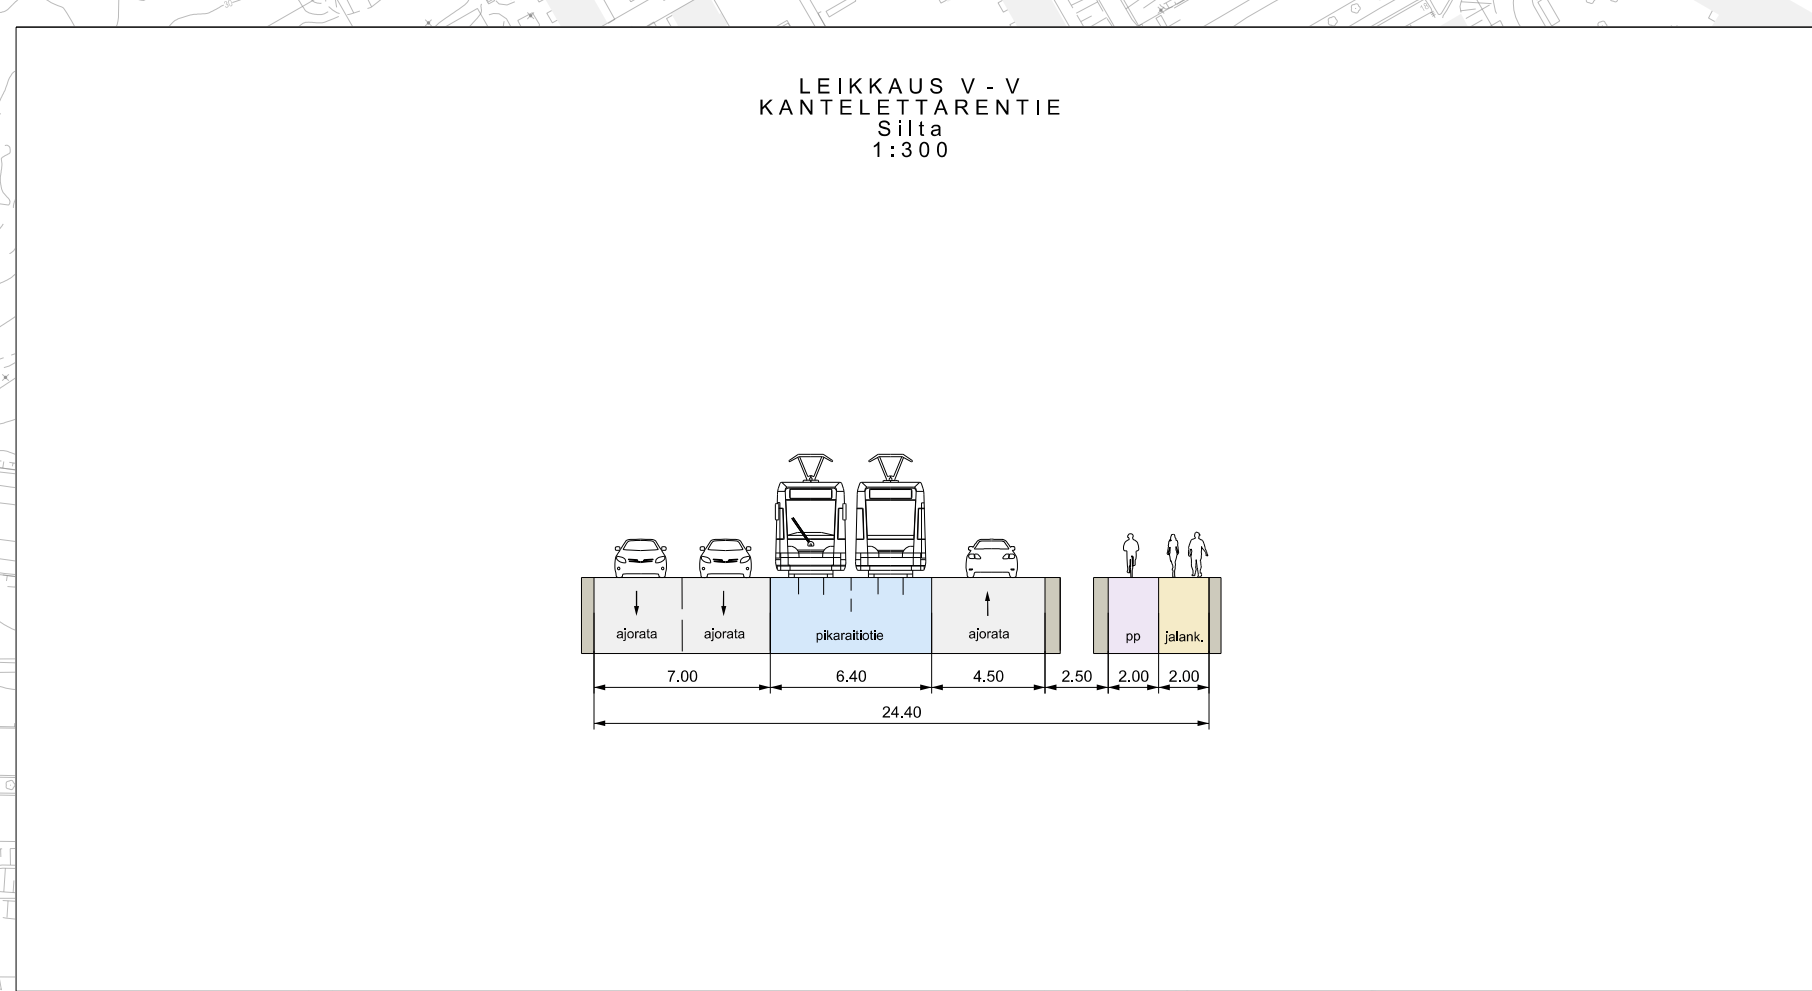 LEIKKAUS V - V
KANTELETTARENTIE
Silta
1:300
ajorata ajorata pikaraitiotie ajorata pp jalank.
7.00 6.40 4.50 2.50 2.00 2.00
24.40